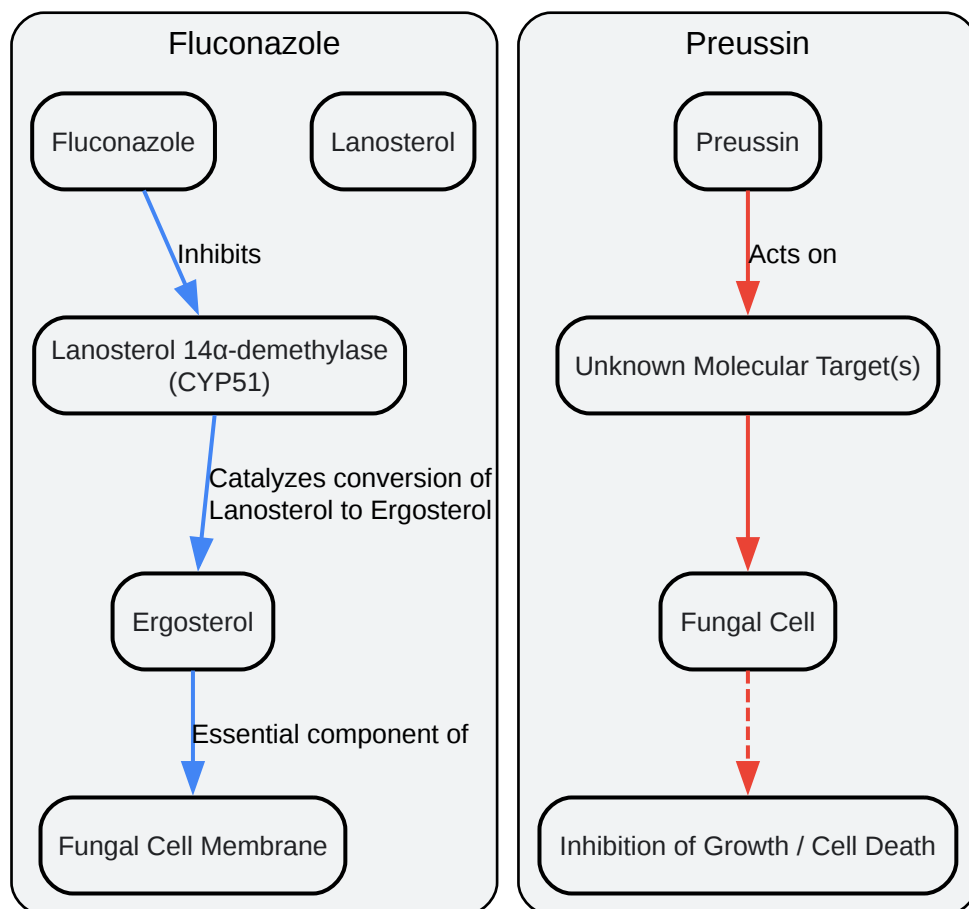 Fluconazole
Fluconazole
Lanosterol
Inhibits
Lanosterol 14α-demethylase
(CYP51)
Catalyzes conversion of
Lanosterol to Ergosterol
Ergosterol
Essential component of
Fungal Cell Membrane
Preussin
Preussin
Acts on
Unknown Molecular Target(s)
Fungal Cell
Inhibition of Growth / Cell Death